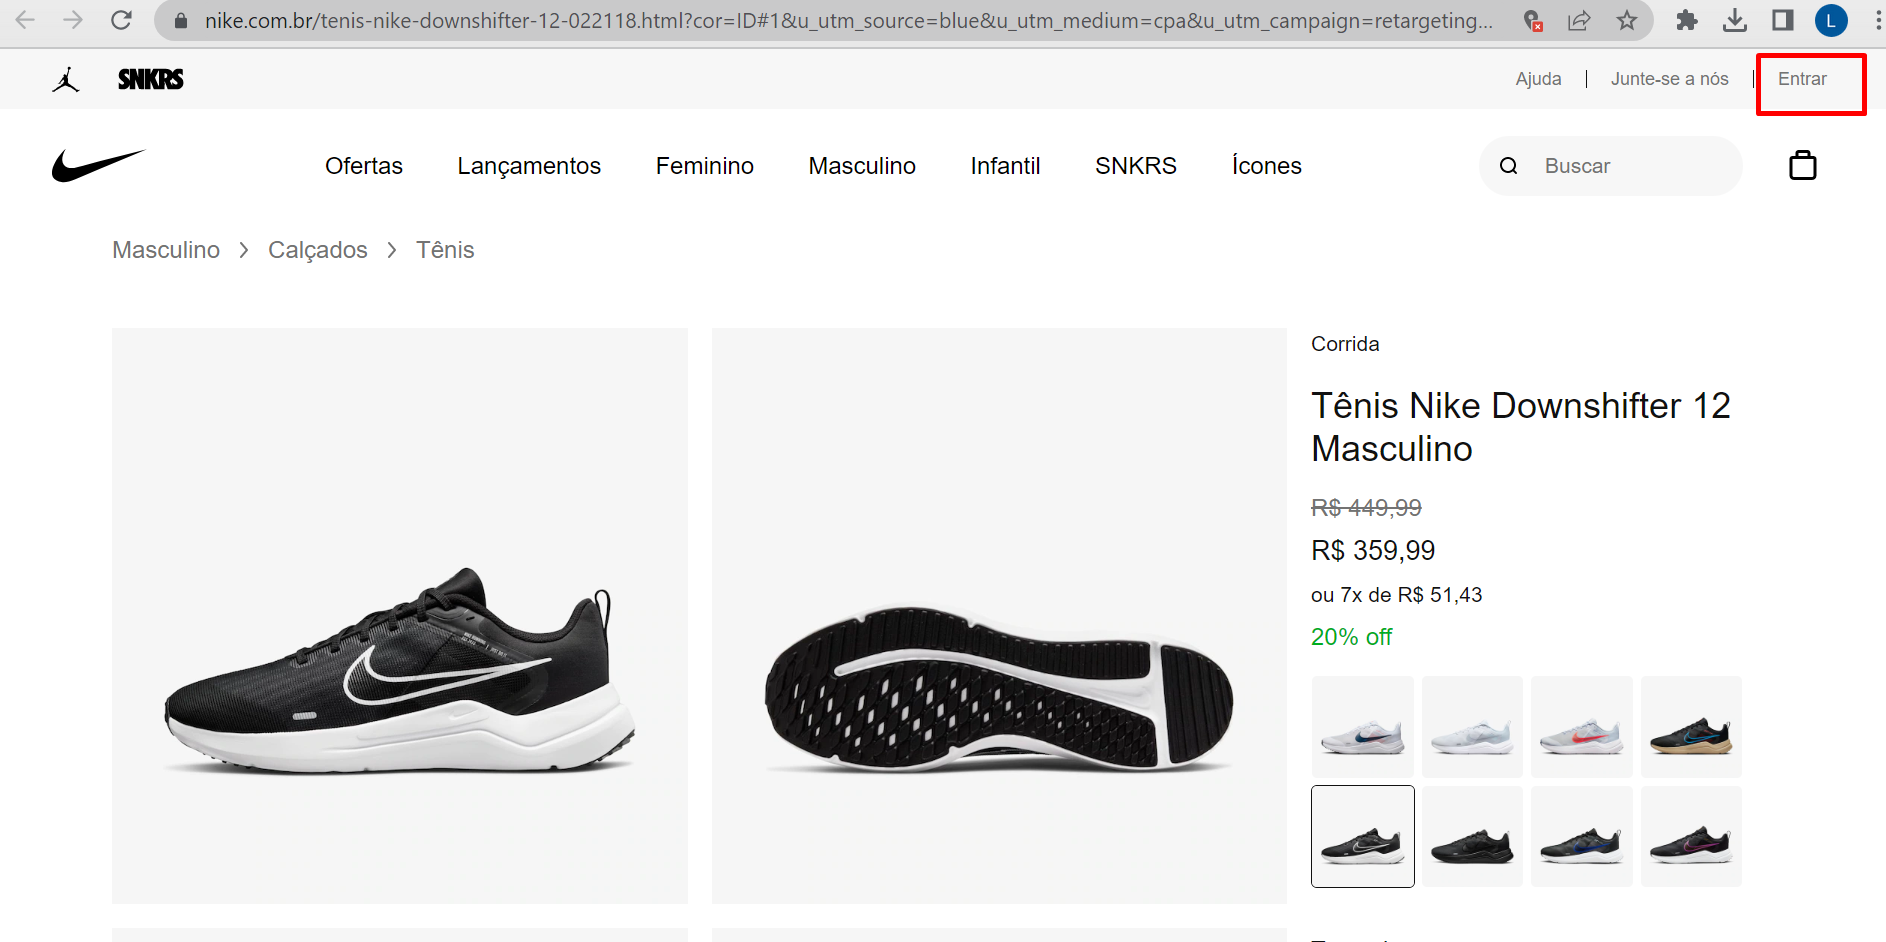 nike.com.br/tenis-nike-downshifter-12-022118.html?cor=ID#1&u_utm_source=blue&u_utm_medium=cpa&u_utm_campaign=retargeting...
L
SNKRS
Ajuda
Junte-se a nós
Entrar
Ofertas
Lançamentos
Feminino
Masculino
Infantil
SNKRS
Ícones
Buscar
Masculino > Calçados > Tênis
Corrida
Tênis Nike Downshifter 12
Masculino
R$ 449,99
R$ 359,99
ou 7x de R$ 51,43
20% off